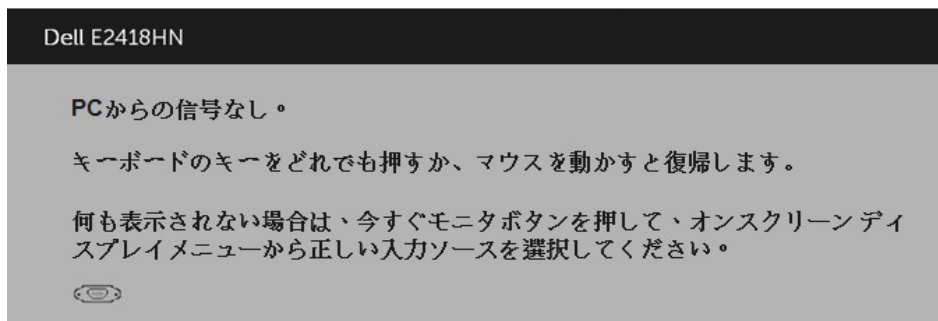 Dell E2418HN
PCからの信号なし。
キーボードのキーをどれでも押すか、マウスを動かすと復帰します。
何も表示されない場合は、今すぐモニタボタンを押して、オンスクリーン ディ
スプレイメニューから正しい入力ソースを選択してください。